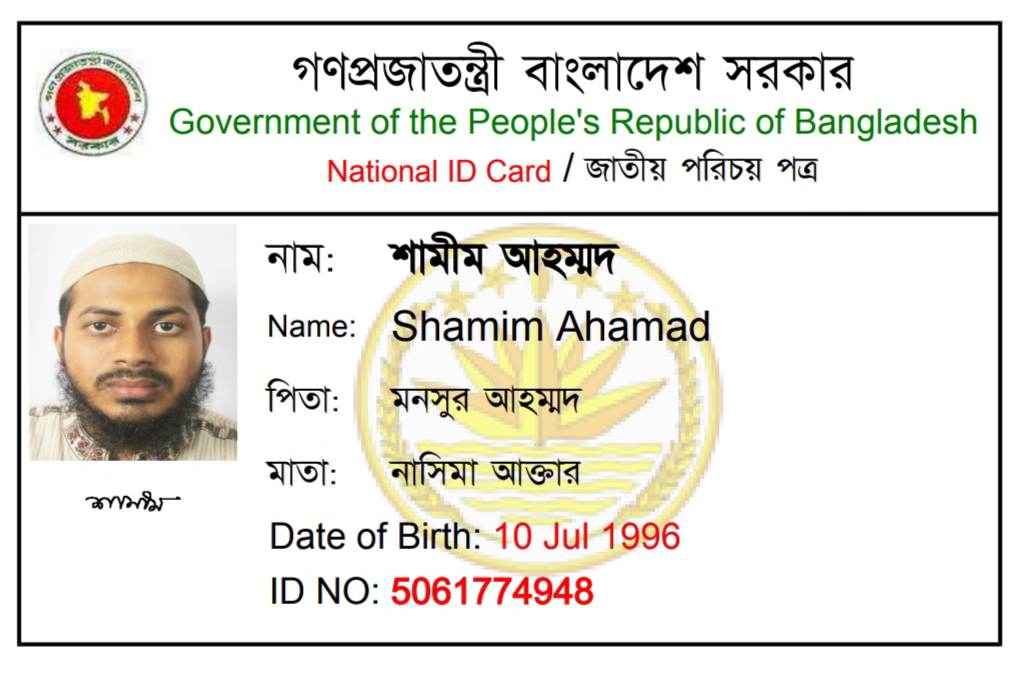 গণপ্রজাতন্ত্রী বাংলাদেশ সরকার
Government of the People's Republic of Bangladesh
National ID Card / জাতীয় পরিচয় পত্র
নাম: শামীম আহম্মদ
Name: Shamim Ahamad
পিতা: মনসুর আহম্মদ
মাতা: নাসিমা আক্তার
শামীম
Date of Birth: 10 Jul 1996
ID NO: 5061774948